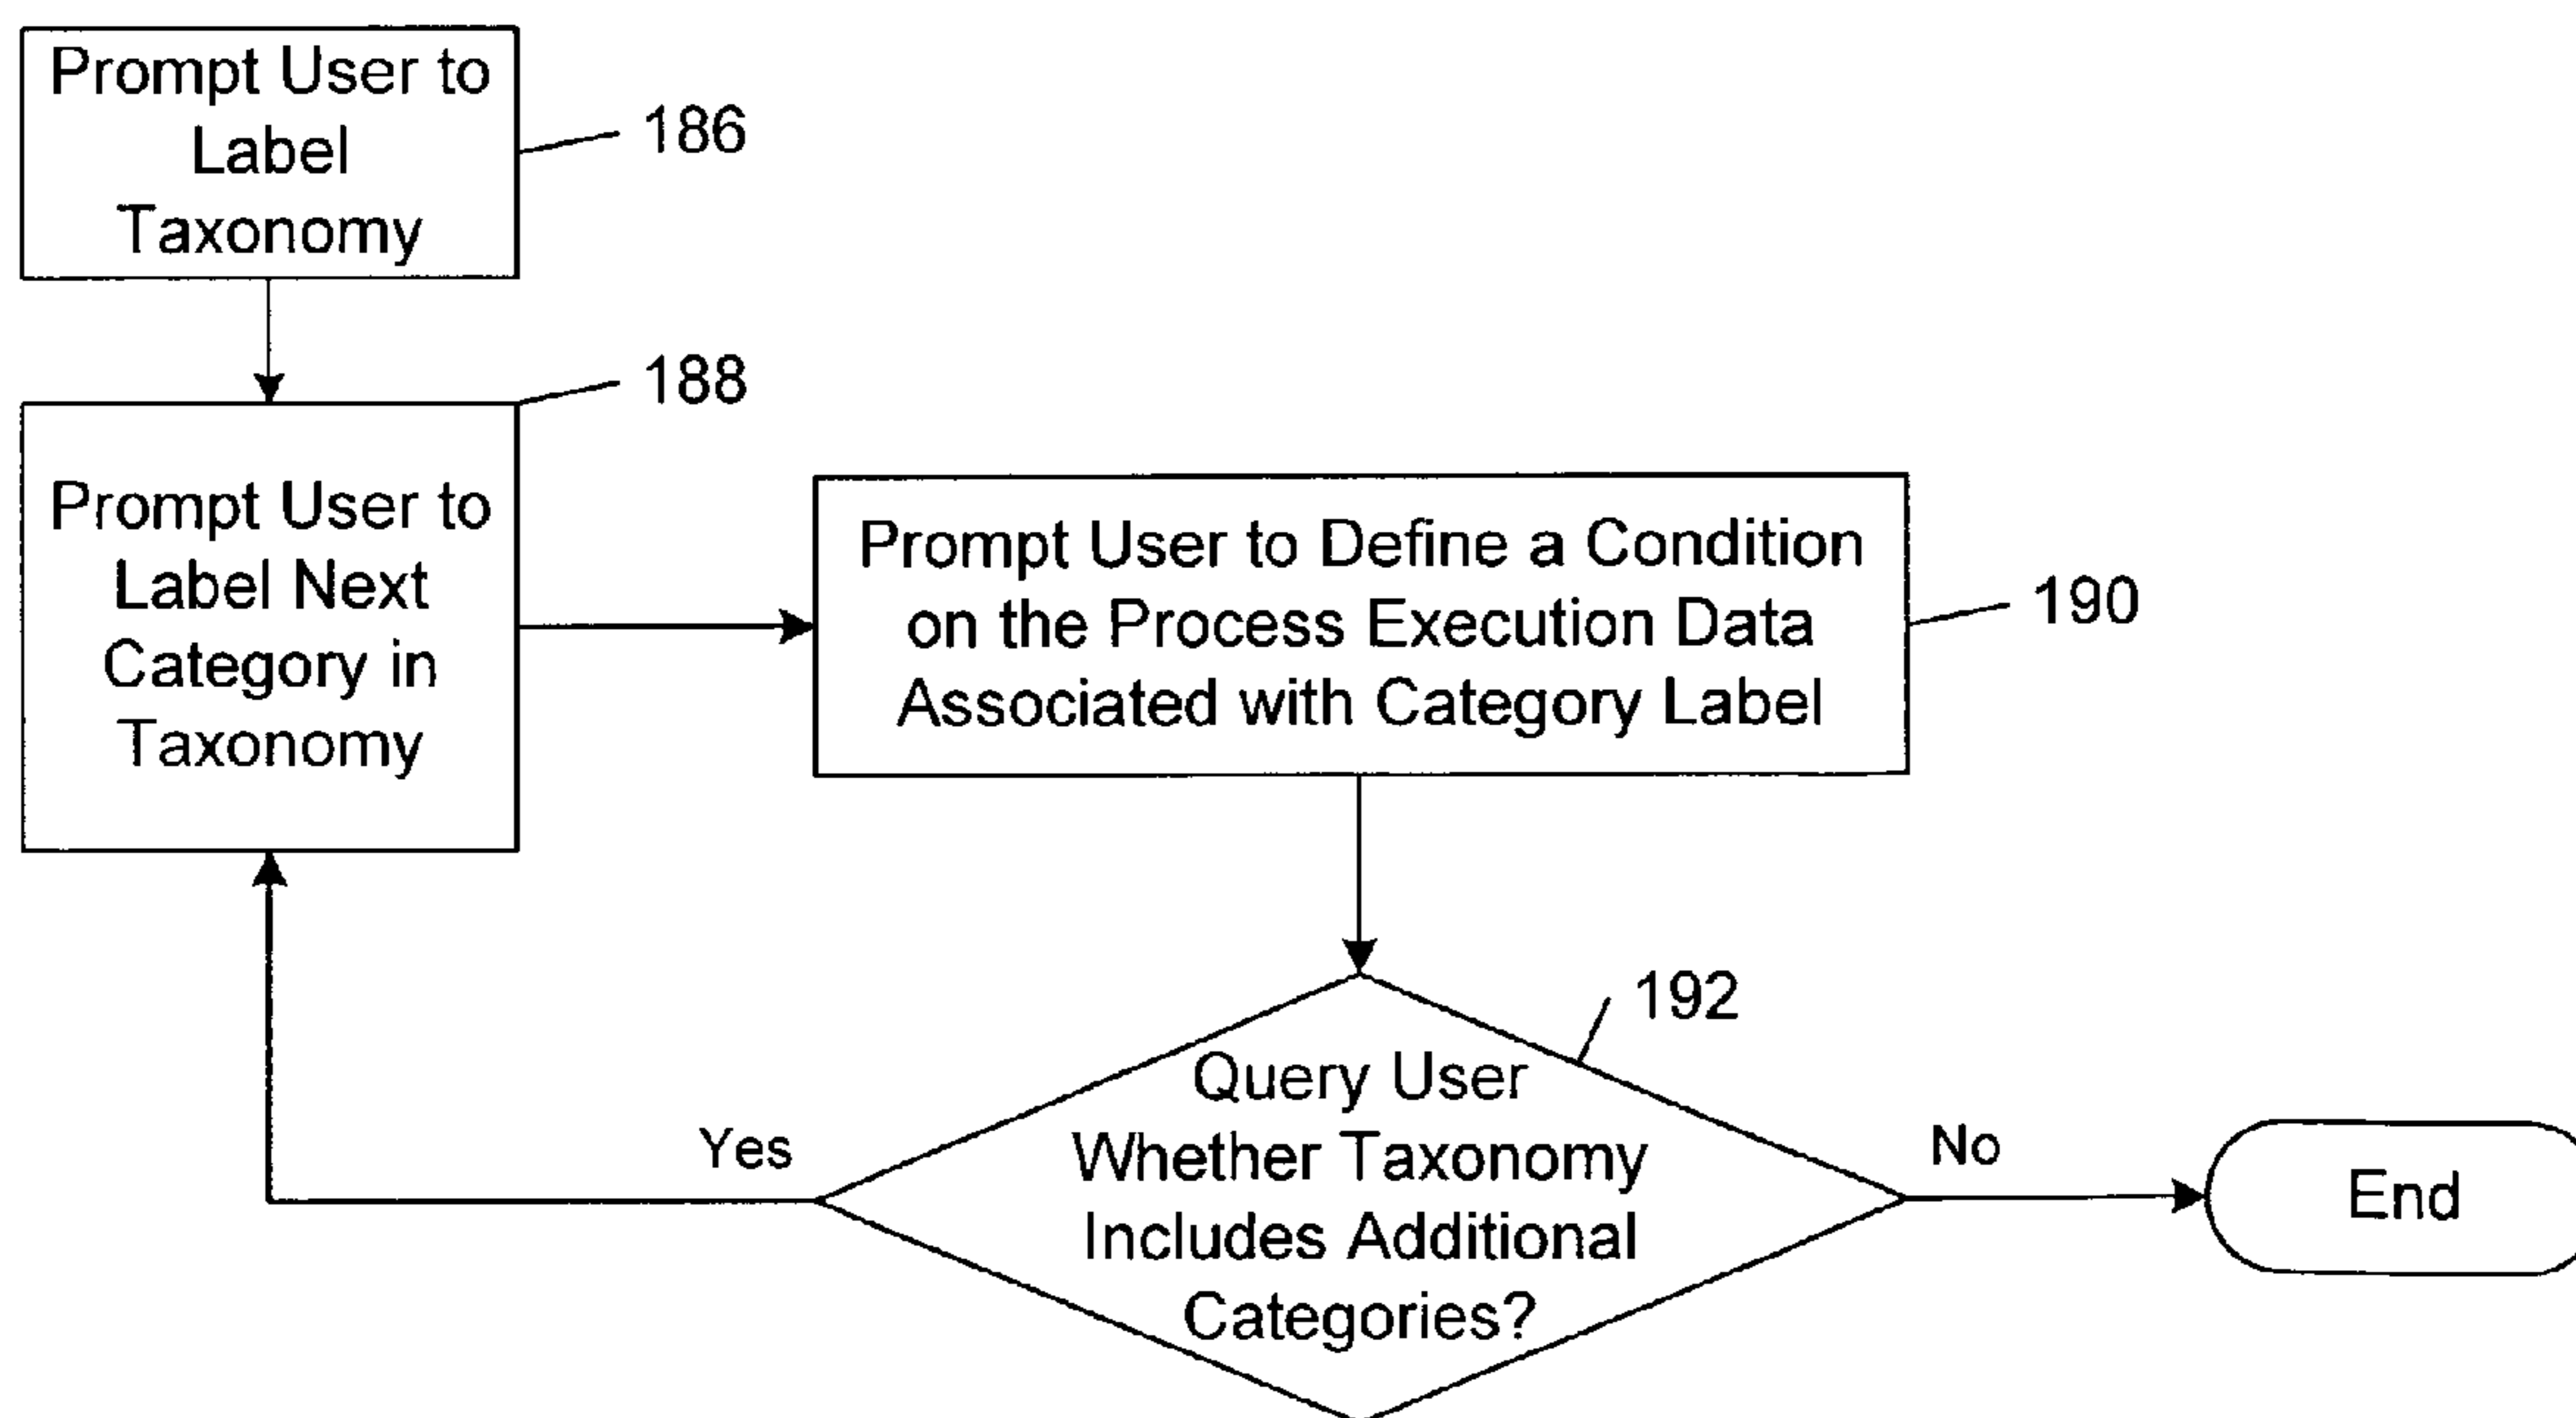 Prompt User to
Label
Taxonomy
186
188
Prompt User to
Label Next
Category in
Taxonomy
Prompt User to Define a Condition
on the Process Execution Data
Associated with Category Label
190
192
Query User
Whether Taxonomy
Includes Additional
Categories?
Yes
No
End